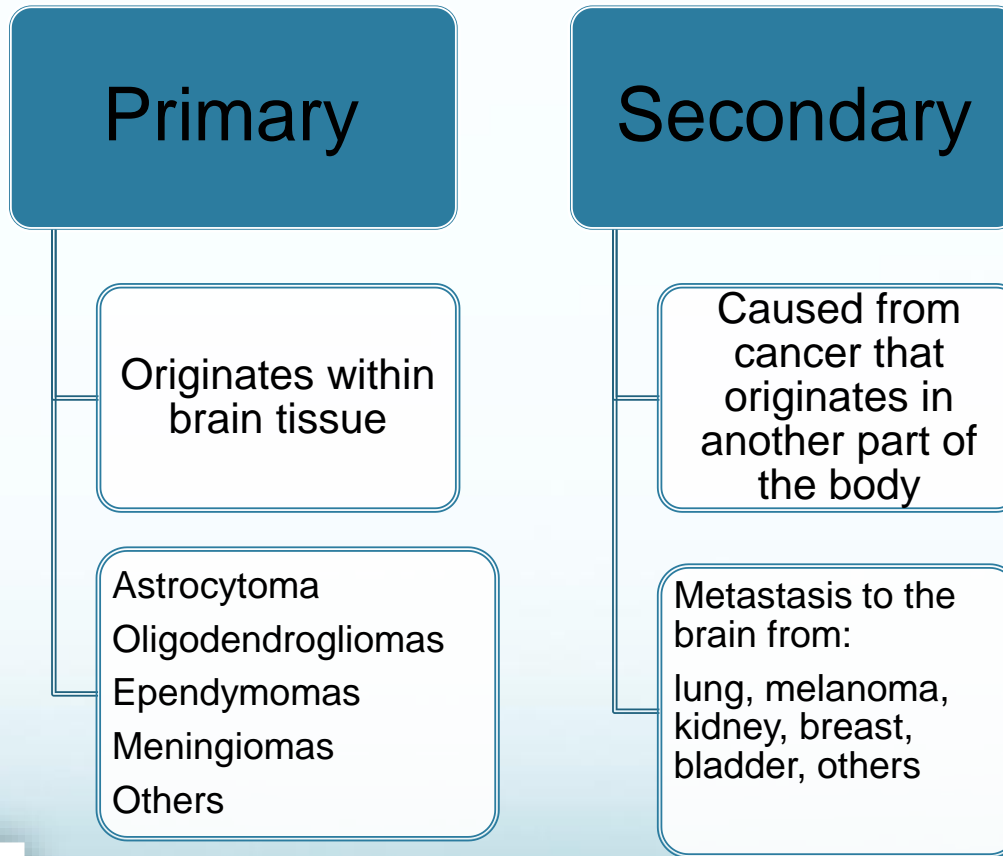 Primary
Originates within
brain tissue
Astrocytoma
Oligodendrogliomas
Ependymomas
Meningiomas
Others
Secondary
Caused from
cancer that
originates in
another part of
the body
Metastasis to the
brain from:
lung, melanoma,
kidney, breast,
bladder, others